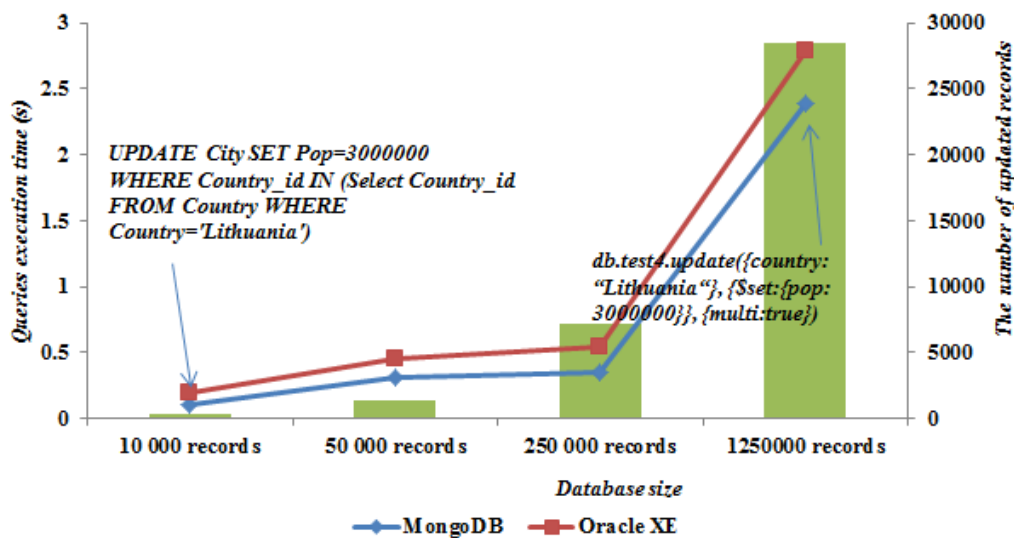 3
2.5
2
1.5
1
0.5
0
Queries execution time (s)
30000
25000
20000
15000
10000
5000
0
The number of updated records
UPDATE City SET Pop=3000000
WHERE Country_id IN (Select Country_id
FROM Country WHERE
Country='Lithuania')
db.test4.update({country:
“Lithuania“}, {$set:{pop:
3000000}}, {multi:true})
10 000 records
50 000 records
250 000 records
1250000 records
Database size
MongoDB
Oracle XE